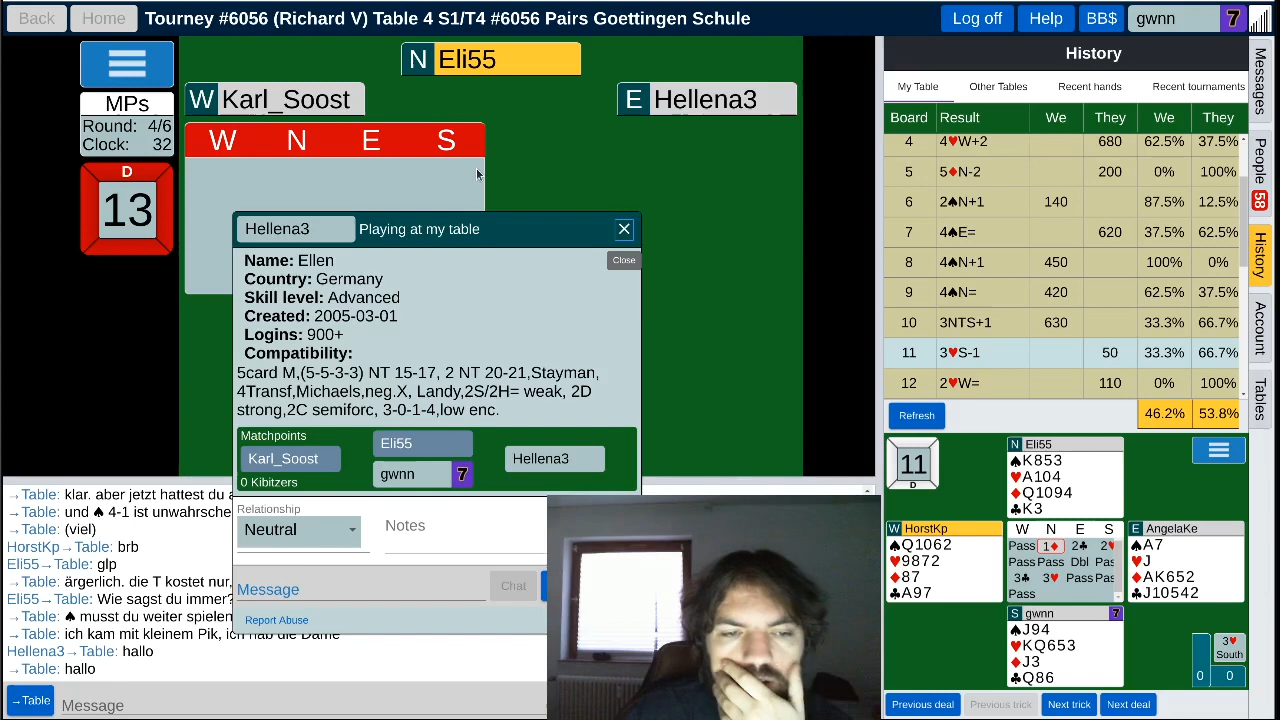 Back Home Tourney #6056 (Richard V) Table 4 S1/T4 #6056 Pairs Goettingen Schule Log off Help BB$ gwnn 7
N Eli55
W Karl_Soost
E Hellena3
MPs
Round: 4/6
Clock: 32
D
13
W N E S
Hellena3 Playing at my table
Close
Name: Ellen
Country: Germany
Skill level: Advanced
Created: 2005-03-01
Logins: 900+
Compatibility:
5card M,(5-5-3-3) NT 15-17, 2 NT 20-21,Stayman,
4Transf,Michaels,neg.X, Landy,2S/2H= weak, 2D
strong,2C semiforc, 3-0-1-4,low enc.
Matchpoints
Eli55
Karl_Soost
Hellena3
gwnn 7
0 Kibitzers
Relationship
Neutral
Notes
Message
Chat
Report Abuse
→Table: klar. aber jetzt hattest du
→Table: und ♠ 4-1 ist unwahrsche
→Table: (viel)
HorstKp→Table: brb
Eli55→Table: glp
→Table: ärgerlich. die T kostet nur,
Eli55→Table: Wie sagst du immer?
→Table: ♠ musst du weiter spielen
→Table: ich kam mit kleinem Pik, ich hab die Dame
Hellena3→Table: hallo
→Table: hallo
→Table Message
History
My Table Other Tables Recent hands Recent tournaments
Board Result We They We They
4 4♥W+2 680 62.5% 37.5%
5 5♦N-2 200 0% 100%
6 2♠N+1 140 87.5% 12.5%
7 4♠E= 620 37.5% 62.5%
8 4♠N+1 450 100% 0%
9 4♠N= 420 62.5% 37.5%
10 3NTS+1 630 33.3% 66.7%
11 3♥S-1 50 33.3% 66.7%
12 2♥W= 110 0% 100%
Refresh 46.2% 53.8%
11
D
N Eli55
♠K853
♥A104
♦Q1094
♣K3
W HorstKp
♠Q1062
♥9872
♦87
♣A97
W N E S
Pass 1♦ 2♣ 2♥
Pass Pass Dbl Pas
3♣ 3♥ Pass Pas
Pass
E AngelaKe
♠A7
♥J
♦AK652
♣J10542
S gwnn 7
♠J94
♥KQ653
♦J3
♣Q86
3♥
South
0 0
Previous deal Previous trick Next trick Next deal
Messages
People 58
History
Account
Tables